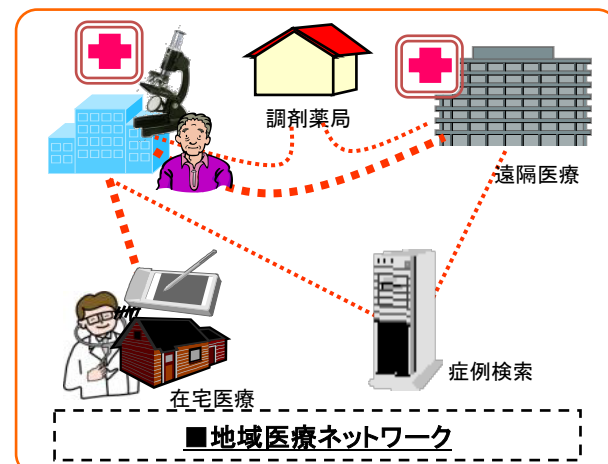 調剤薬局
遠隔医療
在宅医療
症例検索
■地域医療ネットワーク